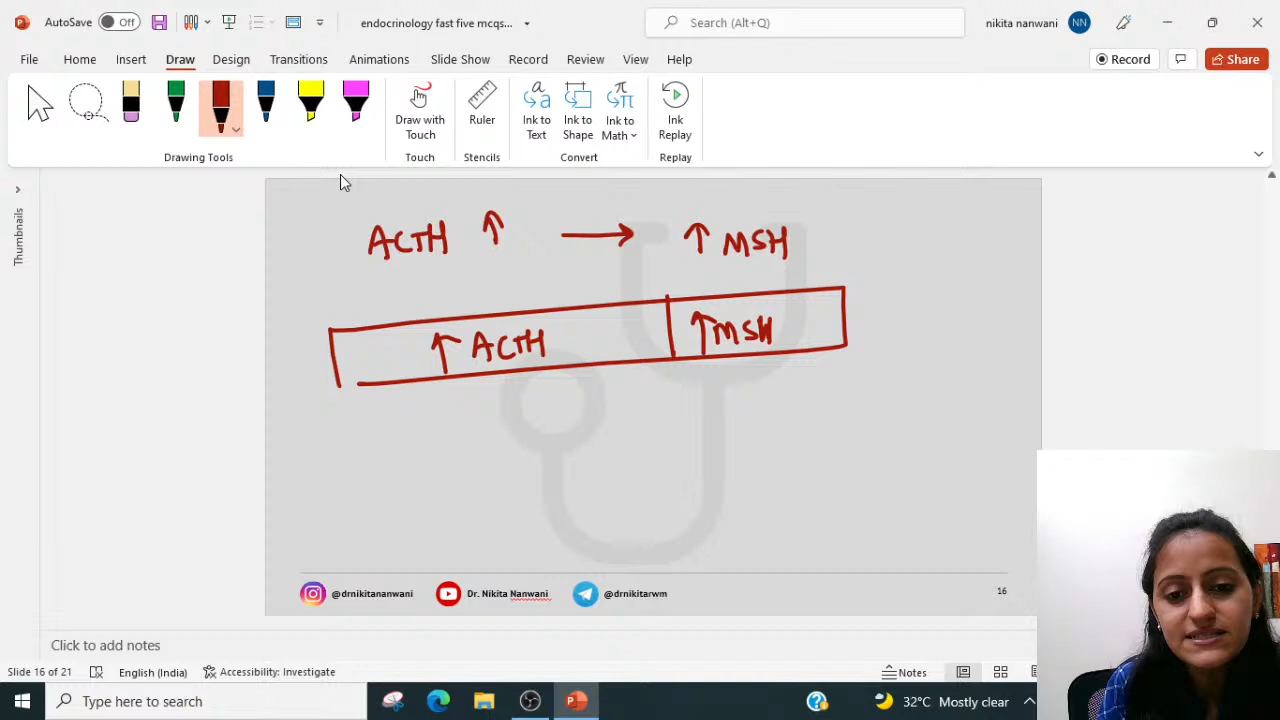 AutoSave Off endocrinology fast five mcqs... Search (Alt+Q) nikita nanwani NN
File Home Insert Draw Design Transitions Animations Slide Show Record Review View Help Record Share
Draw with Touch Ruler Ink to Text Ink to Shape Ink to Math Ink Replay
Drawing Tools Touch Stencils Convert Replay
Thumbnails
ACTH ↑ → ↑ MSH
↑ ACTH ↑ MSH
@drnikitananwani Dr. Nikita Nanwani @drnikitarwm 16
Click to add notes
Slide 16 of 21 English (India) Accessibility: Investigate Notes
Type here to search 32°C Mostly clear